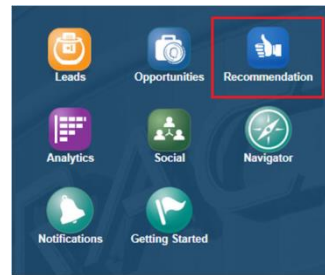 Leads Opportunities Recommendation
Analytics Social Navigator
Notifications Getting Started